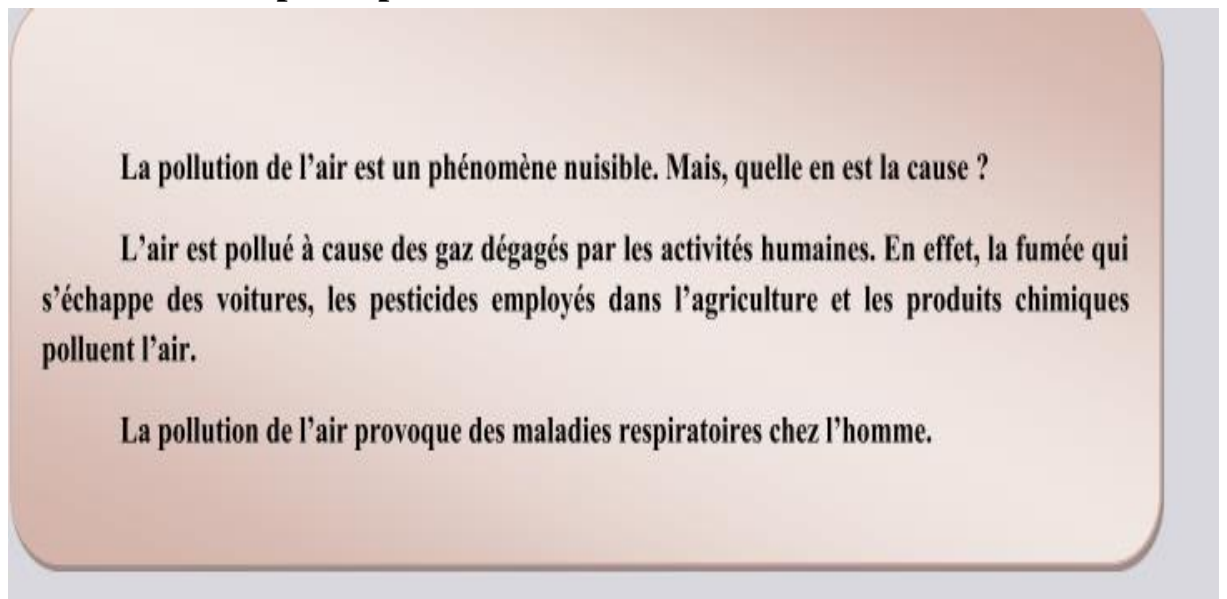 La pollution de l’air est un phénomène nuisible. Mais, quelle en est la cause ?
L’air est pollué à cause des gaz dégagés par les activités humaines. En effet, la fumée qui
s’échappe des voitures, les pesticides employés dans l’agriculture et les produits chimiques
polluent l’air.
La pollution de l’air provoque des maladies respiratoires chez l’homme.